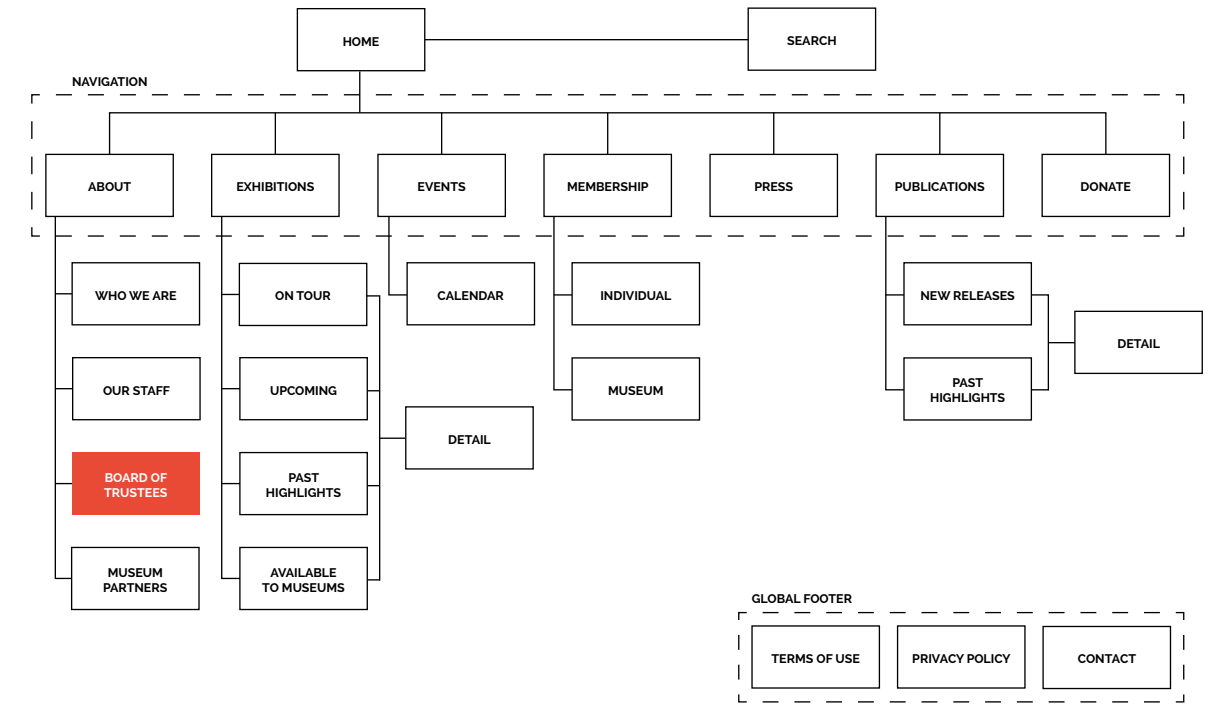 HOME
SEARCH
NAVIGATION
ABOUT
EXHIBITIONS
EVENTS
MEMBERSHIP
PRESS
PUBLICATIONS
DONATE
WHO WE ARE
ON TOUR
CALENDAR
INDIVIDUAL
NEW RELEASES
DETAIL
OUR STAFF
UPCOMING
MUSEUM
PAST
HIGHLIGHTS
DETAIL
BOARD OF
TRUSTEES
PAST
HIGHLIGHTS
MUSEUM
PARTNERS
AVAILABLE
TO MUSEUMS
GLOBAL FOOTER
TERMS OF USE
PRIVACY POLICY
CONTACT